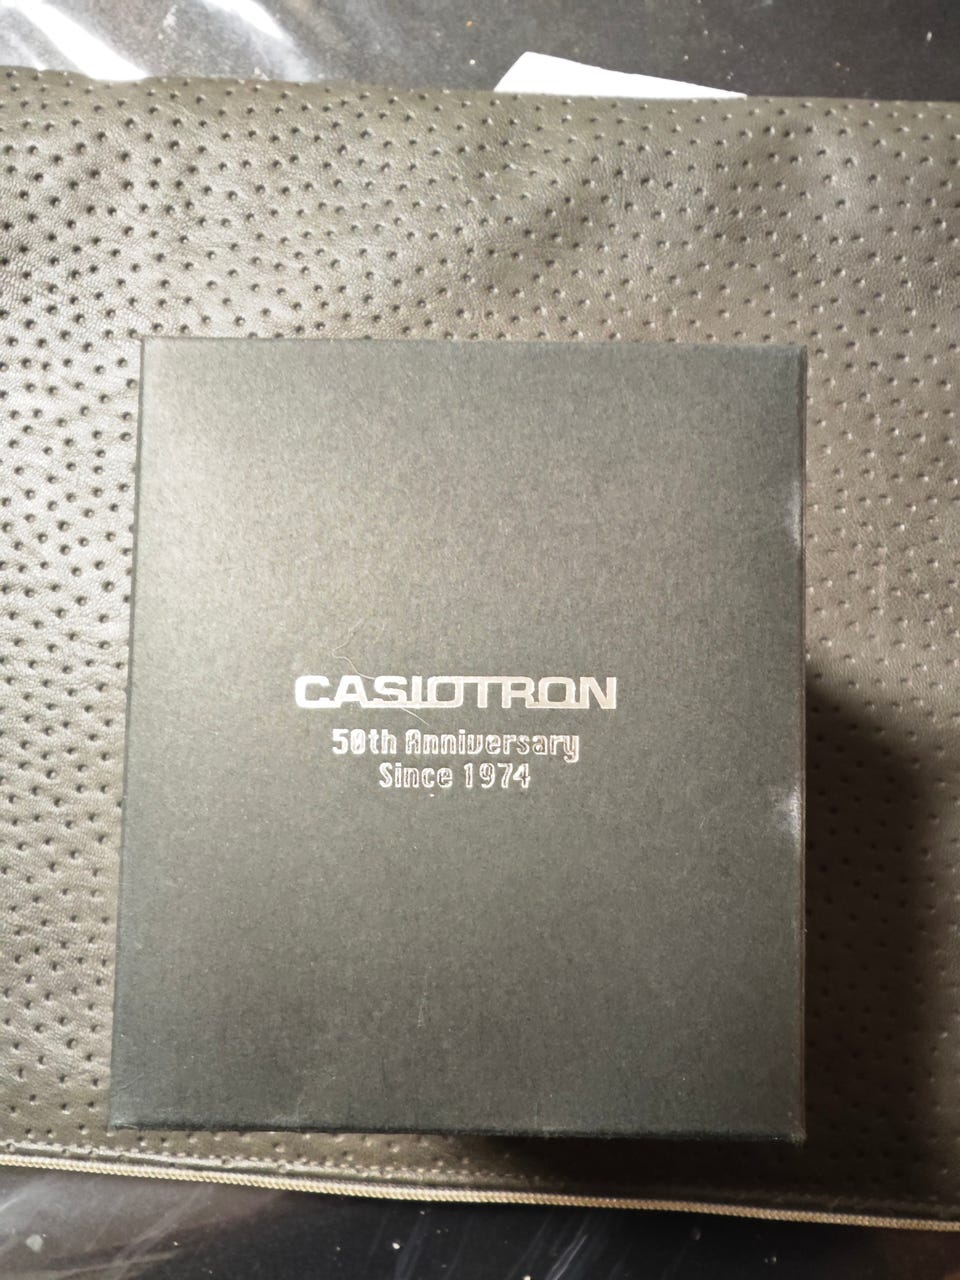 CASIOTRON
50th Anniversary
Since 1974